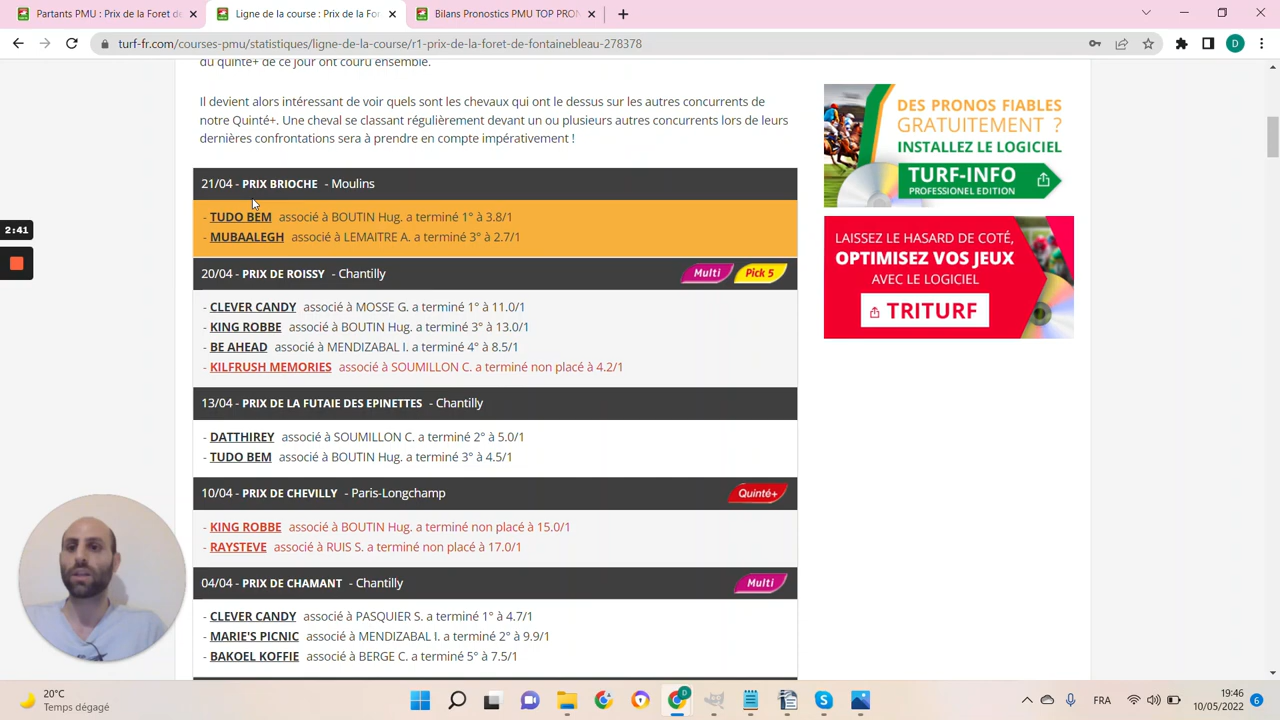 Partants PMU : Prix de la Foret de
Ligne de la course : Prix de la For
Bilans Pronostics PMU TOP PRON
turf-fr.com/courses-pmu/statistiques/ligne-de-la-course/r1-prix-de-la-foret-de-fontainebleau-278378
D
du quinté+ de ce jour ont couru ensemble.
Il devient alors intéressant de voir quels sont les chevaux qui ont le dessus sur les autres concurrents de
notre Quinté+. Une cheval se classant régulièrement devant un ou plusieurs autres concurrents lors de leurs
dernières confrontations sera à prendre en compte impérativement !
21/04 - PRIX BRIOCHE - Moulins
- TUDO BEM associé à BOUTIN Hug. a terminé 1° à 3.8/1
- MUBAALEGH associé à LEMAITRE A. a terminé 3° à 2.7/1
20/04 - PRIX DE ROISSY - Chantilly Multi Pick 5
- CLEVER CANDY associé à MOSSE G. a terminé 1° à 11.0/1
- KING ROBBE associé à BOUTIN Hug. a terminé 3° à 13.0/1
- BE AHEAD associé à MENDIZABAL I. a terminé 4° à 8.5/1
- KILFRUSH MEMORIES associé à SOUMILLON C. a terminé non placé à 4.2/1
13/04 - PRIX DE LA FUTAIE DES EPINETTES - Chantilly
- DATTHIREY associé à SOUMILLON C. a terminé 2° à 5.0/1
- TUDO BEM associé à BOUTIN Hug. a terminé 3° à 4.5/1
10/04 - PRIX DE CHEVILLY - Paris-Longchamp Quinté+
- KING ROBBE associé à BOUTIN Hug. a terminé non placé à 15.0/1
- RAYSTEVE associé à RUIS S. a terminé non placé à 17.0/1
04/04 - PRIX DE CHAMANT - Chantilly Multi
- CLEVER CANDY associé à PASQUIER S. a terminé 1° à 4.7/1
- MARIE'S PICNIC associé à MENDIZABAL I. a terminé 2° à 9.9/1
- BAKOEL KOFFIE associé à BERGE C. a terminé 5° à 7.5/1
DES PRONOS FIABLES
GRATUITEMENT ?
INSTALLEZ LE LOGICIEL
TURF-INFO
PROFESSIONEL EDITION
LAISSEZ LE HASARD DE COTÉ,
OPTIMISEZ VOS JEUX
AVEC LE LOGICIEL
TRITURF
2:41
20°C
Temps dégagé
D
FRA
19:46
10/05/2022
6